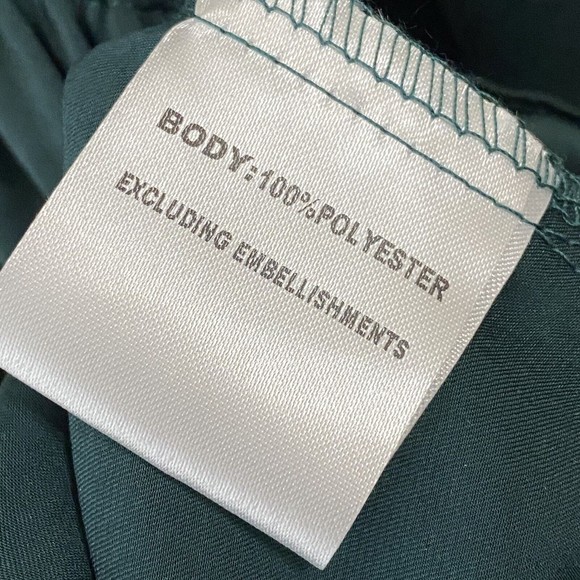 BODY:100%POLYESTER
EXCLUDING EMBELLISHMENTS